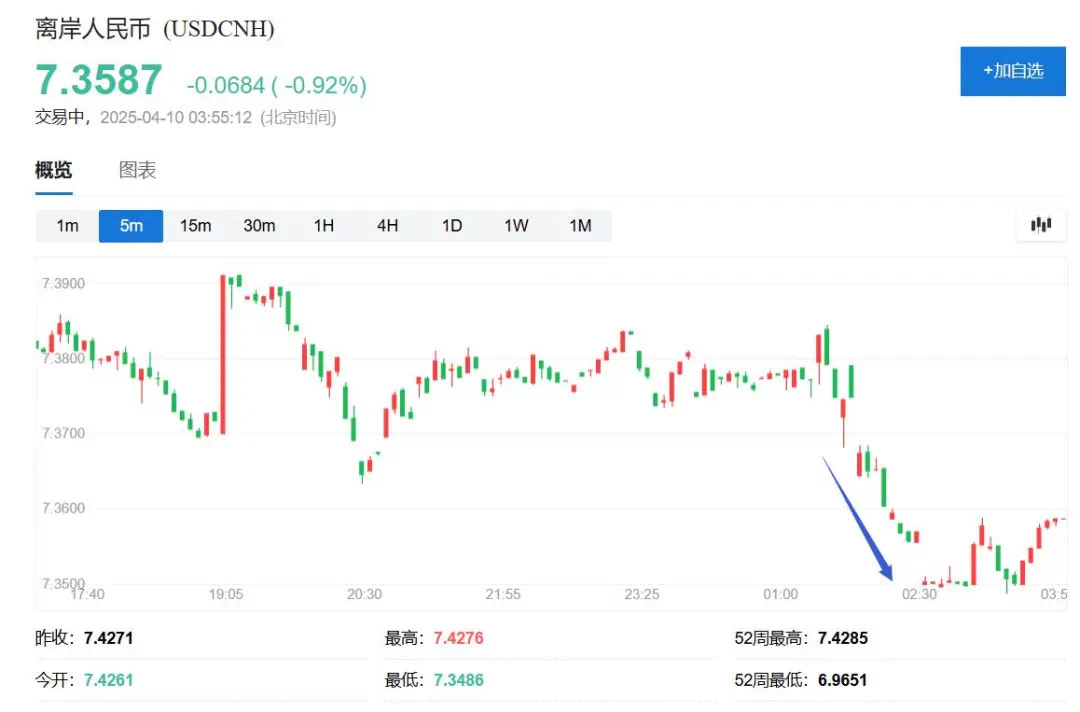 离岸人民币 (USDCNH)
7.3587 -0.0684 ( -0.92%)
+加自选
交易中，2025-04-10 03:55:12 (北京时间)
概览 图表
1m 5m 15m 30m 1H 4H 1D 1W 1M
7.3900
7.3800
7.3700
7.3600
7.3500
17:40 19:05 20:30 21:55 23:25 01:00 02:30 03:5
昨收：7.4271 最高：7.4276 52周最高：7.4285
今开：7.4261 最低：7.3486 52周最低：6.9651